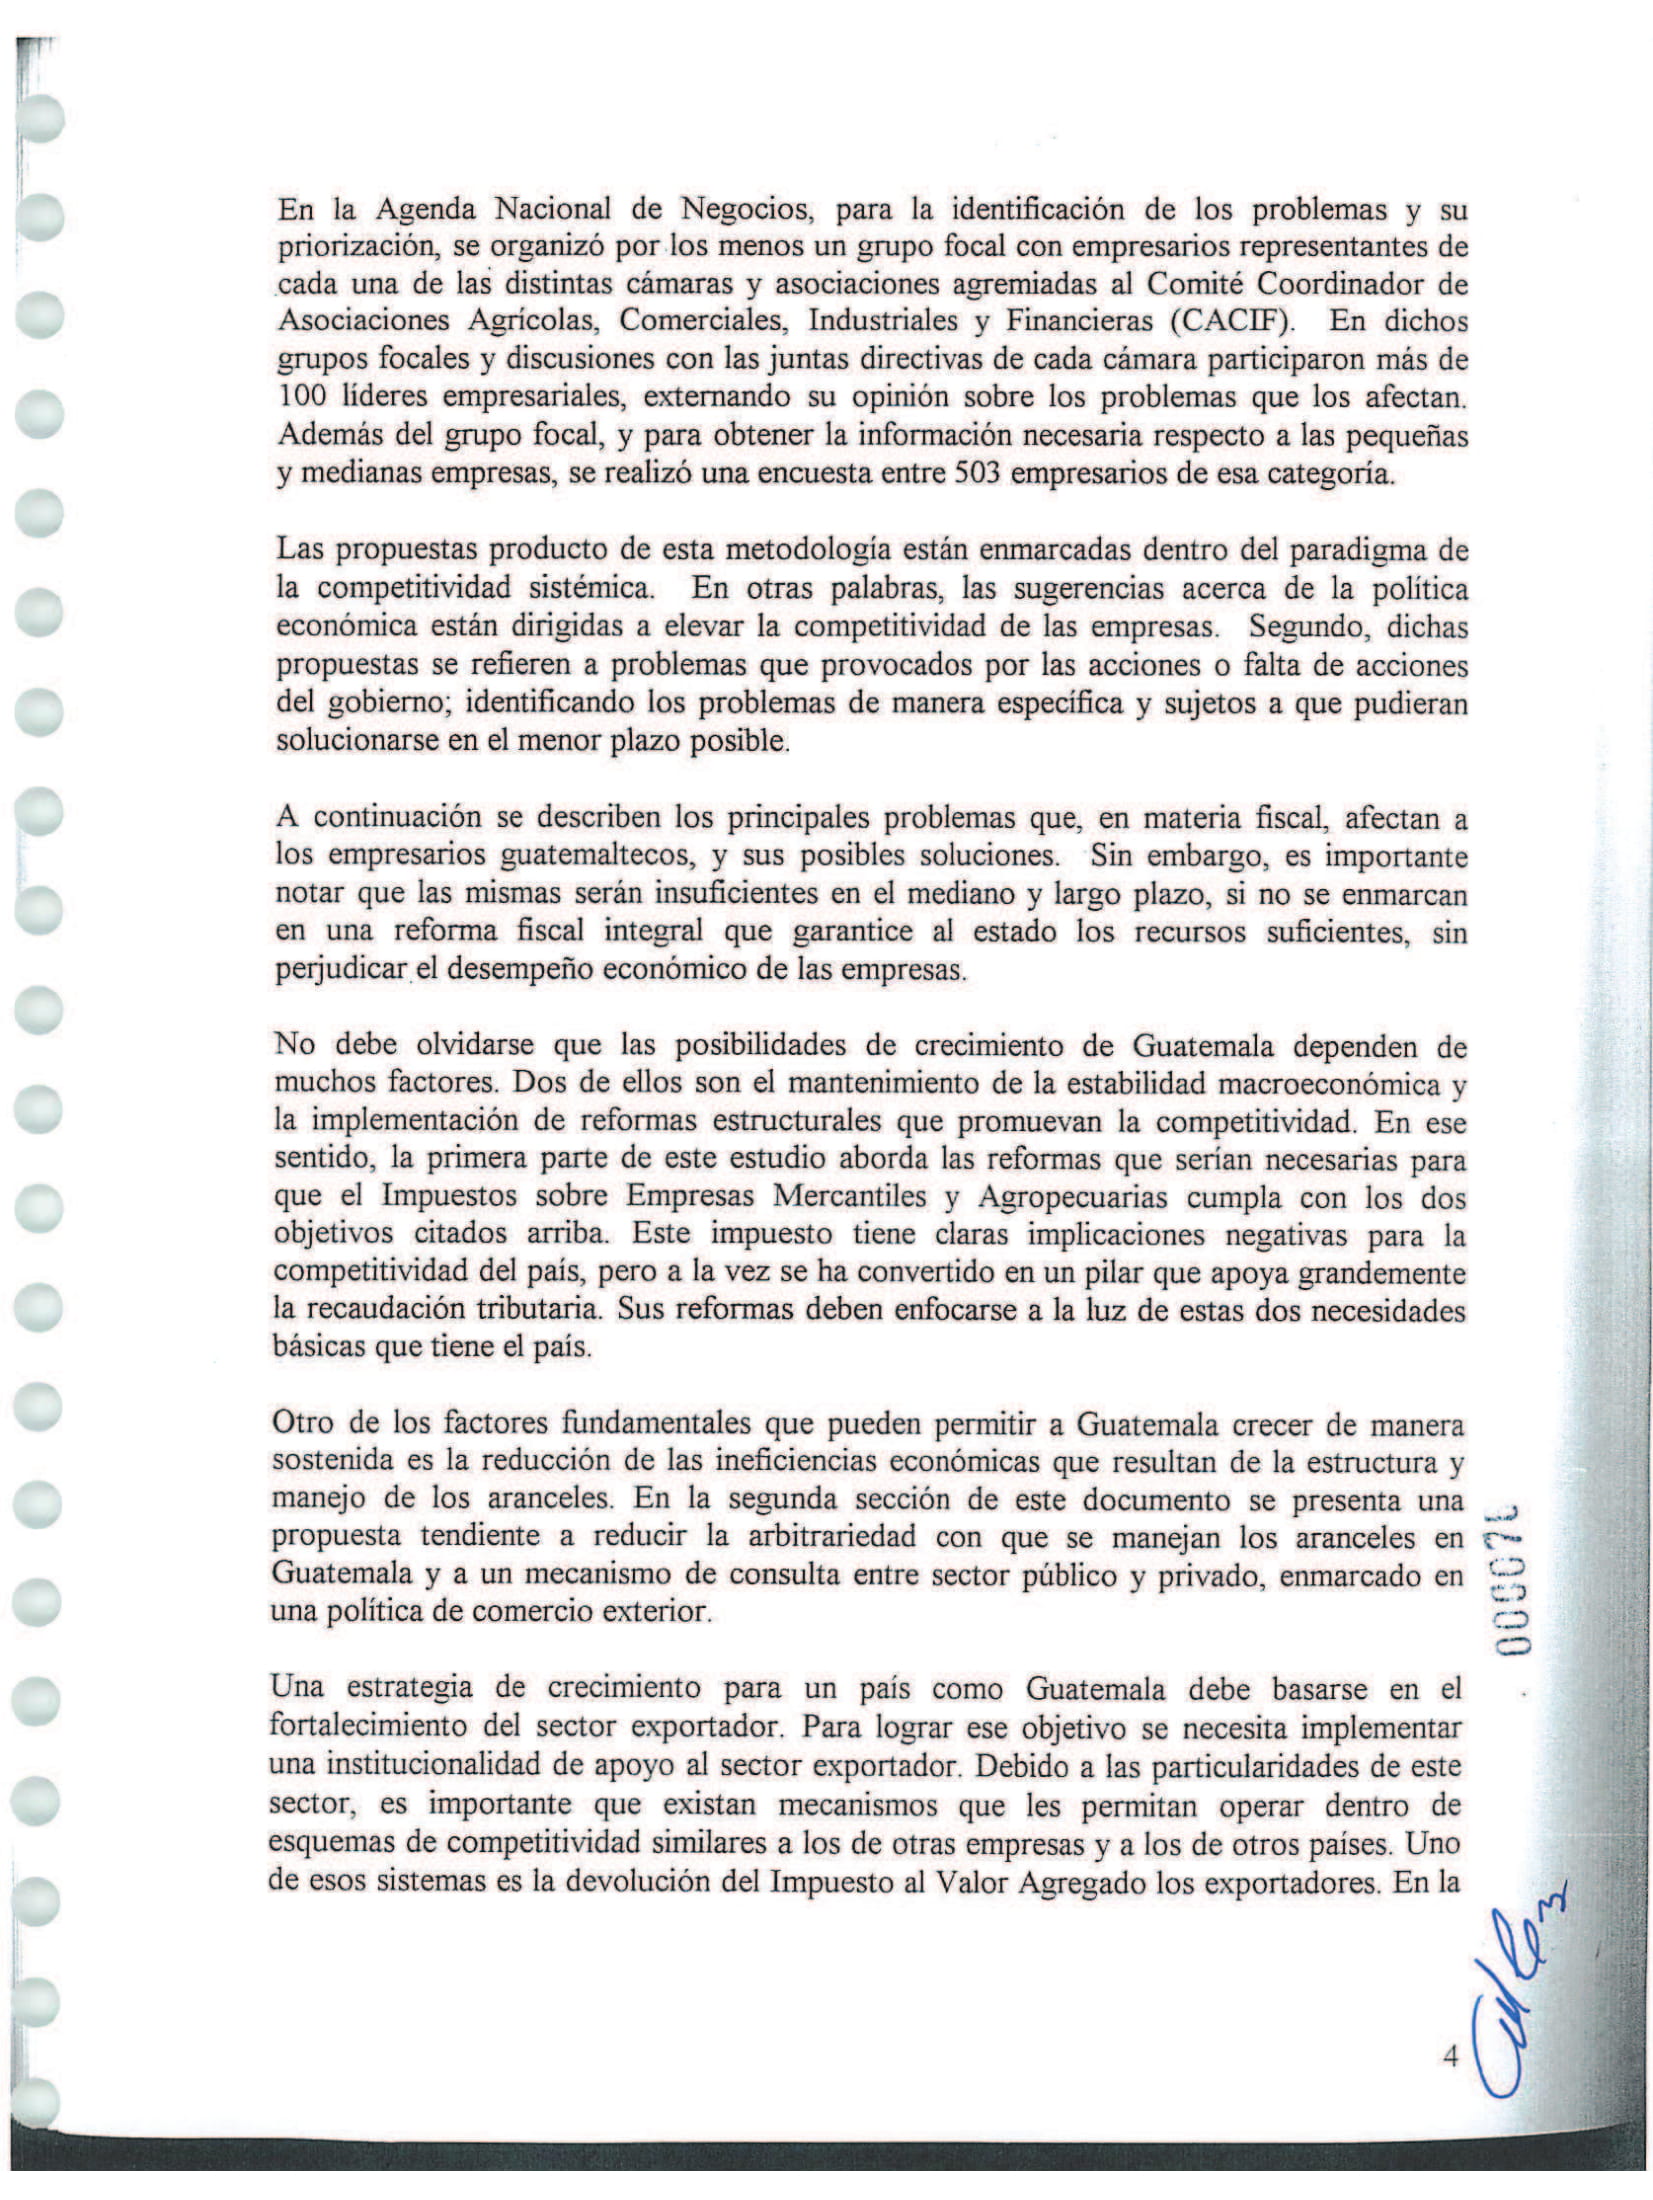 En la Agenda Nacional de Negocios, para la identificación de los problemas y su
priorización, se organizó por los menos un grupo focal con empresarios representantes de
cada una de las distintas cámaras y asociaciones agremiadas al Comité Coordinador de
Asociaciones Agrícolas, Comerciales, Industriales y Financieras (CACIF). En dichos
grupos focales y discusiones con las juntas directivas de cada cámara participaron más de
100 líderes empresariales, externando su opinión sobre los problemas que los afectan.
Además del grupo focal, y para obtener la información necesaria respecto a las pequeñas
y medianas empresas, se realizó una encuesta entre 503 empresarios de esa categoría.
Las propuestas producto de esta metodología están enmarcadas dentro del paradigma de
la competitividad sistémica. En otras palabras, las sugerencias acerca de la política
económica están dirigidas a elevar la competitividad de las empresas. Segundo, dichas
propuestas se refieren a problemas que provocados por las acciones o falta de acciones
del gobierno; identificando los problemas de manera específica y sujetos a que pudieran
solucionarse en el menor plazo posible.
A continuación se describen los principales problemas que, en materia fiscal, afectan a
los empresarios guatemaltecos, y sus posibles soluciones. Sin embargo, es importante
notar que las mismas serán insuficientes en el mediano y largo plazo, si no se enmarcan
en una reforma fiscal integral que garantice al estado los recursos suficientes, sin
perjudicar el desempeño económico de las empresas.
No debe olvidarse que las posibilidades de crecimiento de Guatemala dependen de
muchos factores. Dos de ellos son el mantenimiento de la estabilidad macroeconómica y
la implementación de reformas estructurales que promuevan la competitividad. En ese
sentido, la primera parte de este estudio aborda las reformas que serían necesarias para
que el Impuestos sobre Empresas Mercantiles y Agropecuarias cumpla con los dos
objetivos citados arriba. Este impuesto tiene claras implicaciones negativas para la
competitividad del país, pero a la vez se ha convertido en un pilar que apoya grandemente
la recaudación tributaria. Sus reformas deben enfocarse a la luz de estas dos necesidades
básicas que tiene el país.
Otro de los factores fundamentales que pueden permitir a Guatemala crecer de manera
sostenida es la reducción de las ineficiencias económicas que resultan de la estructura y
manejo de los aranceles. En la segunda sección de este documento se presenta una
propuesta tendiente a reducir la arbitrariedad con que se manejan los aranceles en
Guatemala y a un mecanismo de consulta entre sector público y privado, enmarcado en
una política de comercio exterior.
Una estrategia de crecimiento para un país como Guatemala debe basarse en el
fortalecimiento del sector exportador. Para lograr ese objetivo se necesita implementar
una institucionalidad de apoyo al sector exportador. Debido a las particularidades de este
sector, es importante que existan mecanismos que les permitan operar dentro de
esquemas de competitividad similares a los de otras empresas y a los de otros países. Uno
de esos sistemas es la devolución del Impuesto al Valor Agregado los exportadores. En la
4